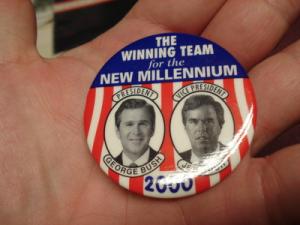 THE
WINNING TEAM
for the
NEW MILLENNIUM
PRESIDENT
VICE PRESIDENT
GEORGE BUSH
2000